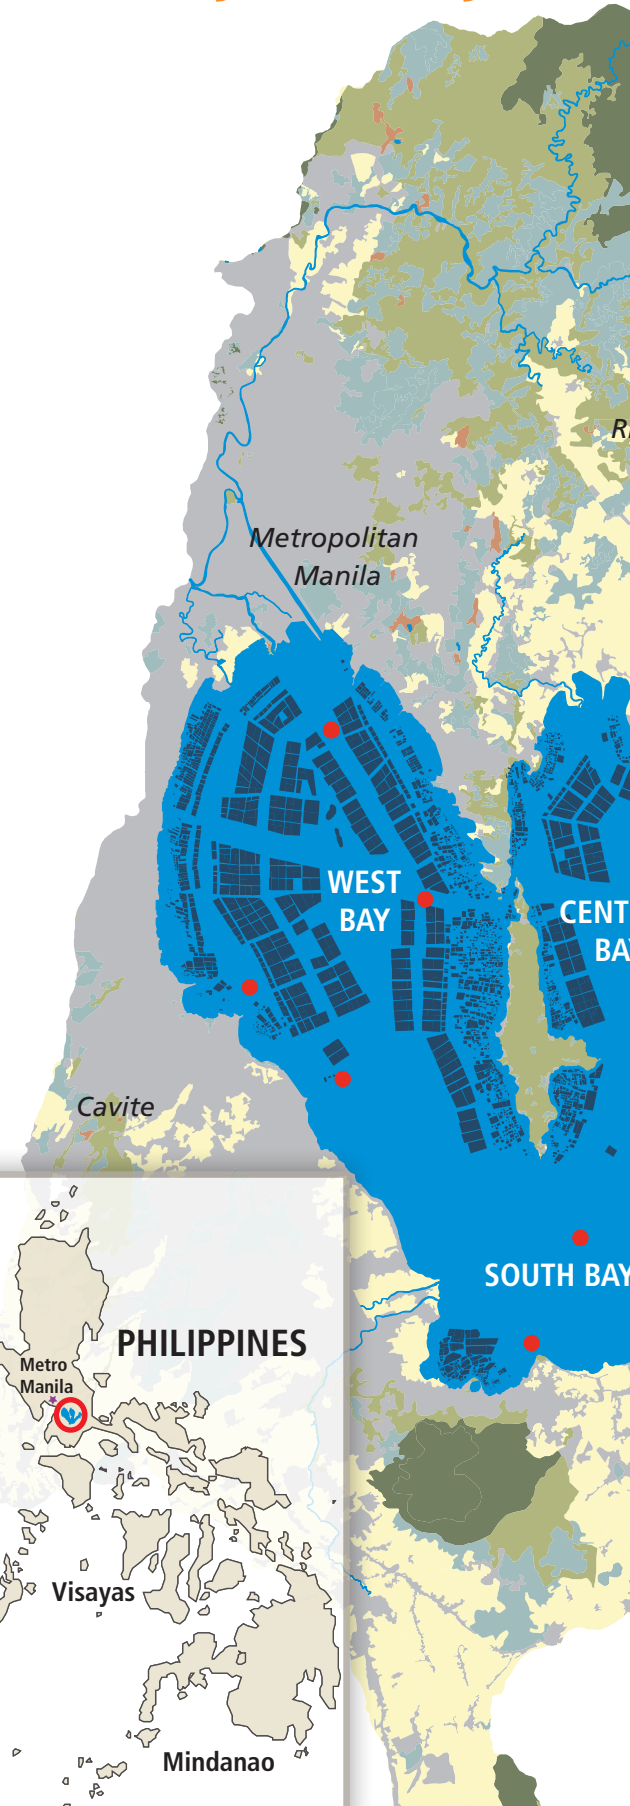 Metropolitan
Manila
WEST
BAY
Cavite
SOUTH BAY
PHILIPPINES
Metro
Manila
Visayas
Mindanao